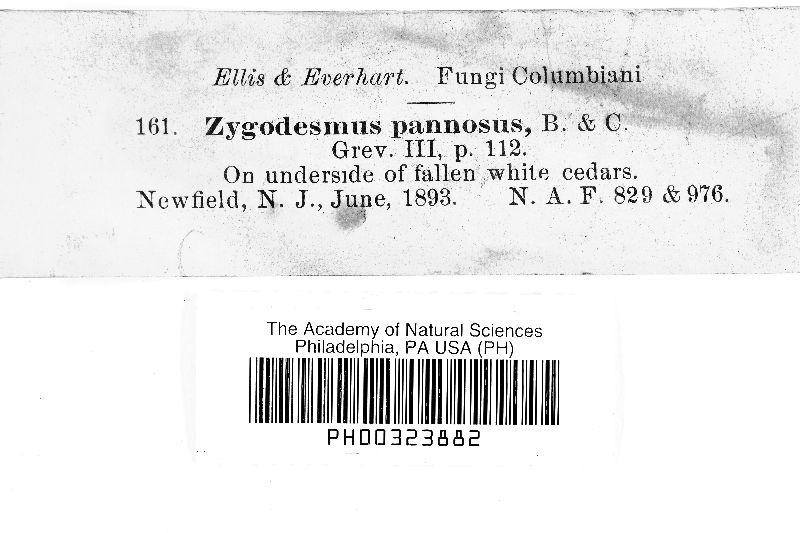 Ellis & Everhart. Fungi Columbiani
161. Zygodesmus pannosus, B. & C.
Grev. III, p. 112.
On underside of fallen white cedars.
Newfield, N. J., June, 1893. N. A. F. 829 & 976.
The Academy of Natural Sciences
Philadelphia, PA USA (PH)
PH00323882